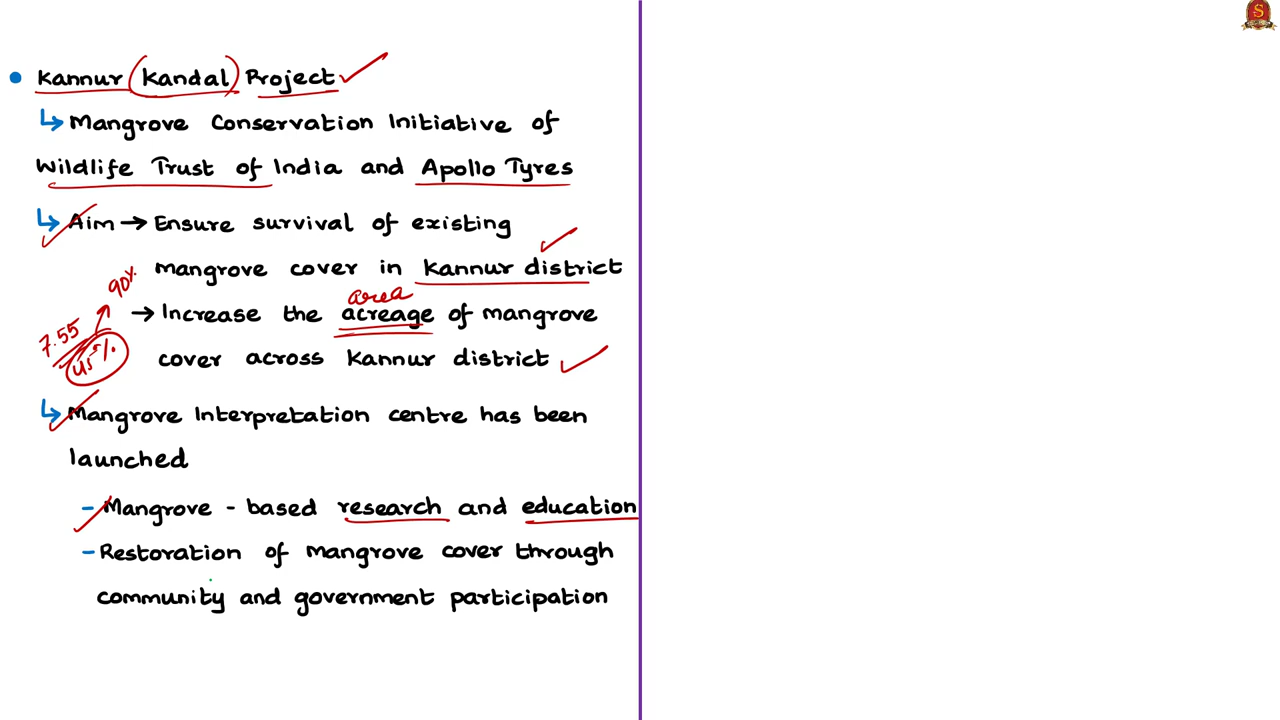 • Kannur (Kandal) Project
↳ Mangrove Conservation Initiative of
Wildlife Trust of India and Apollo Tyres
↳ Aim → Ensure survival of existing
mangrove cover in Kannur district
90%
area
→ Increase the acreage of mangrove
7.55
45%
cover across Kannur district
↳ Mangrove Interpretation centre has been
launched
- Mangrove - based research and education
- Restoration of mangrove cover through
community and government participation
S